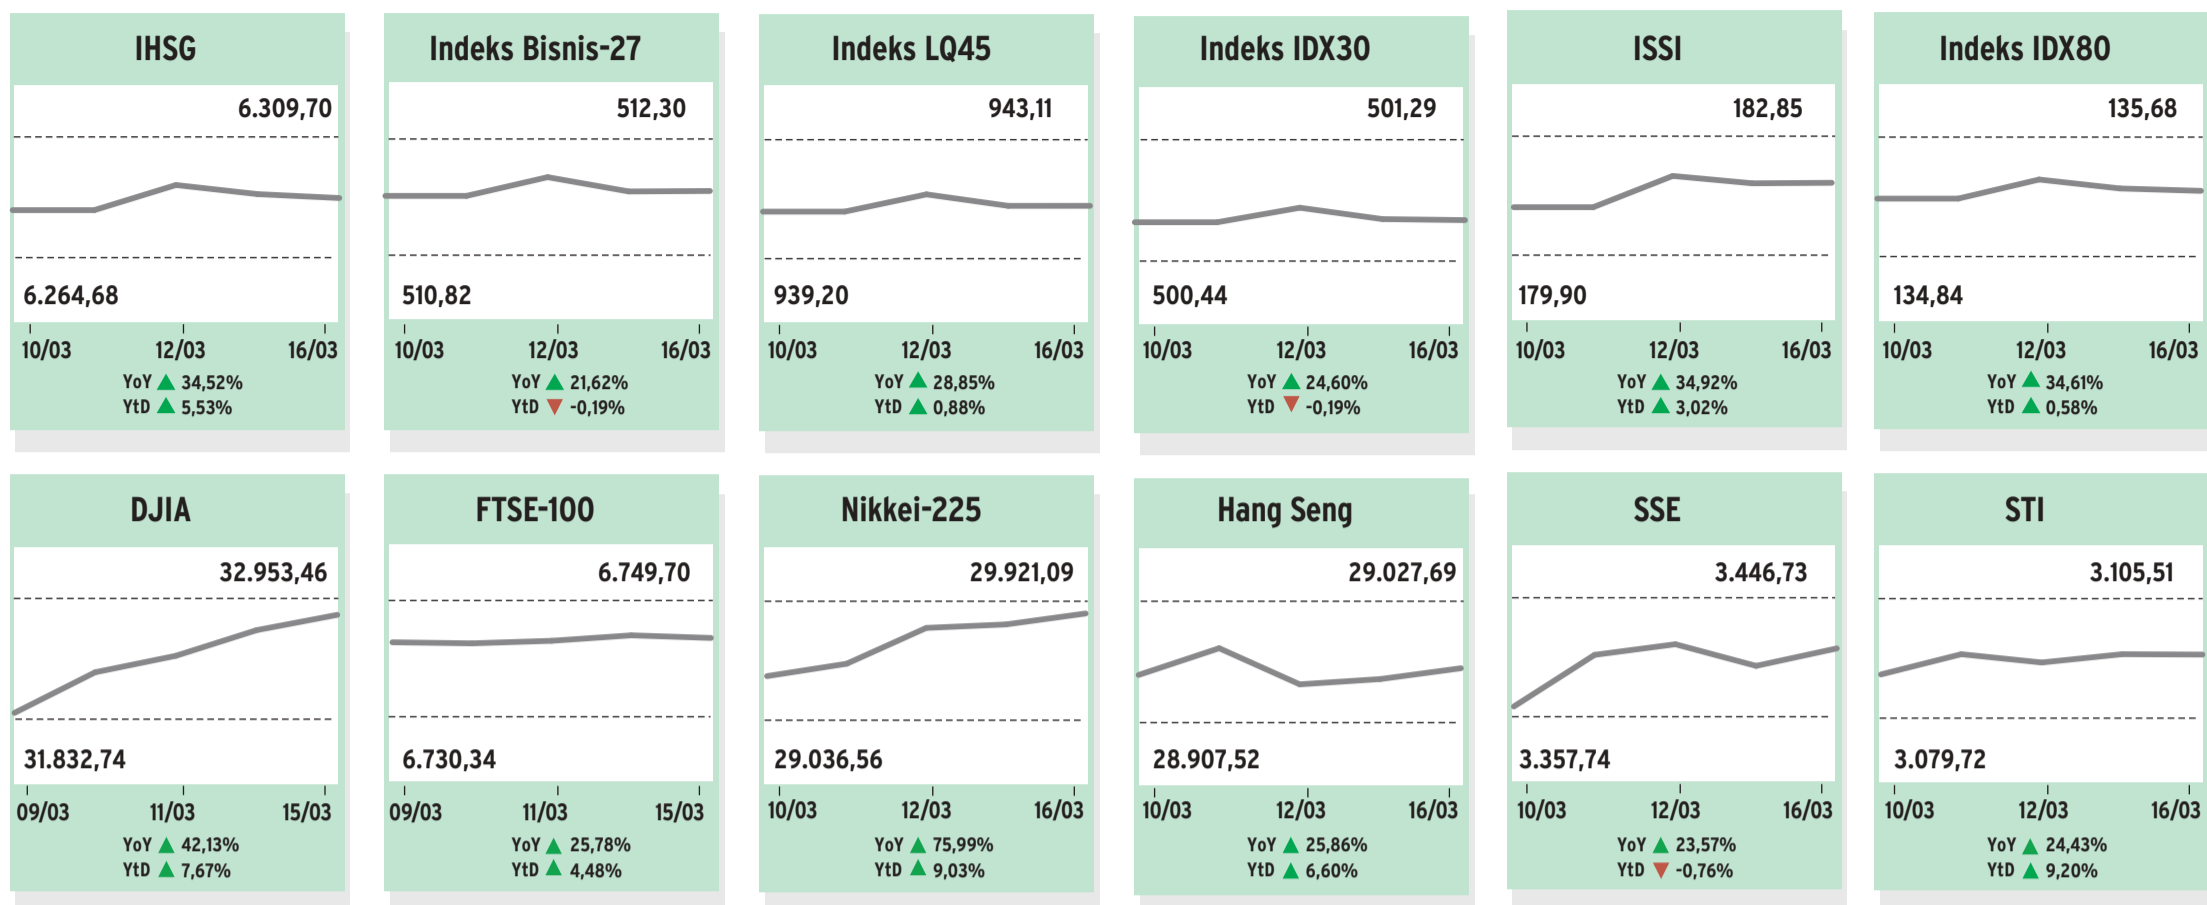 IHSG
6.309,70
6.264,68
10/03 12/03 16/03
YoY ▲ 34,52%
YtD ▲ 5,53%
Indeks Bisnis-27
512,30
510,82
10/03 12/03 16/03
YoY ▲ 21,62%
YtD ▼ -0,19%
Indeks LQ45
943,11
939,20
10/03 12/03 16/03
YoY ▲ 28,85%
YtD ▲ 0,88%
Indeks IDX30
501,29
500,44
10/03 12/03 16/03
YoY ▲ 24,60%
YtD ▼ -0,19%
ISSI
182,85
179,90
10/03 12/03 16/03
YoY ▲ 34,92%
YtD ▲ 3,02%
Indeks IDX80
135,68
134,84
10/03 12/03 16/03
YoY ▲ 34,61%
YtD ▲ 0,58%
DJIA
32.953,46
31.832,74
09/03 11/03 15/03
YoY ▲ 42,13%
YtD ▲ 7,67%
FTSE-100
6.749,70
6.730,34
09/03 11/03 15/03
YoY ▲ 25,78%
YtD ▲ 4,48%
Nikkei-225
29.921,09
29.036,56
10/03 12/03 16/03
YoY ▲ 75,99%
YtD ▲ 9,03%
Hang Seng
29.027,69
28.907,52
10/03 12/03 16/03
YoY ▲ 25,86%
YtD ▲ 6,60%
SSE
3.446,73
3.357,74
10/03 12/03 16/03
YoY ▲ 23,57%
YtD ▼ -0,76%
STI
3.105,51
3.079,72
10/03 12/03 16/03
YoY ▲ 24,43%
YtD ▲ 9,20%